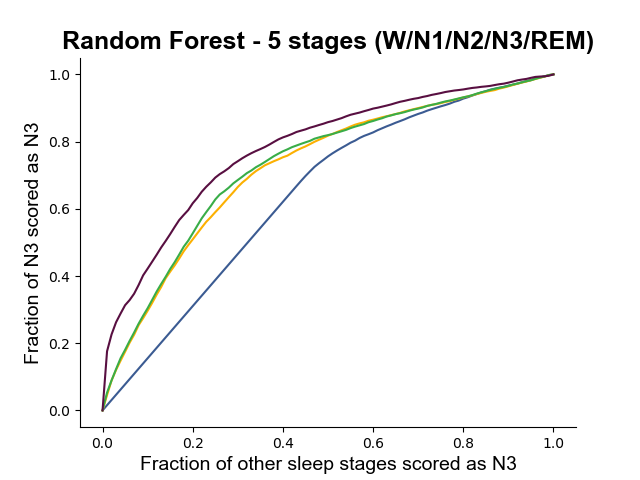 Random Forest - 5 stages (W/N1/N2/N3/REM)
1.0
0.8
0.6
0.4
0.2
0.0
Fraction of N3 scored as N3
0.0 0.2 0.4 0.6 0.8 1.0
Fraction of other sleep stages scored as N3